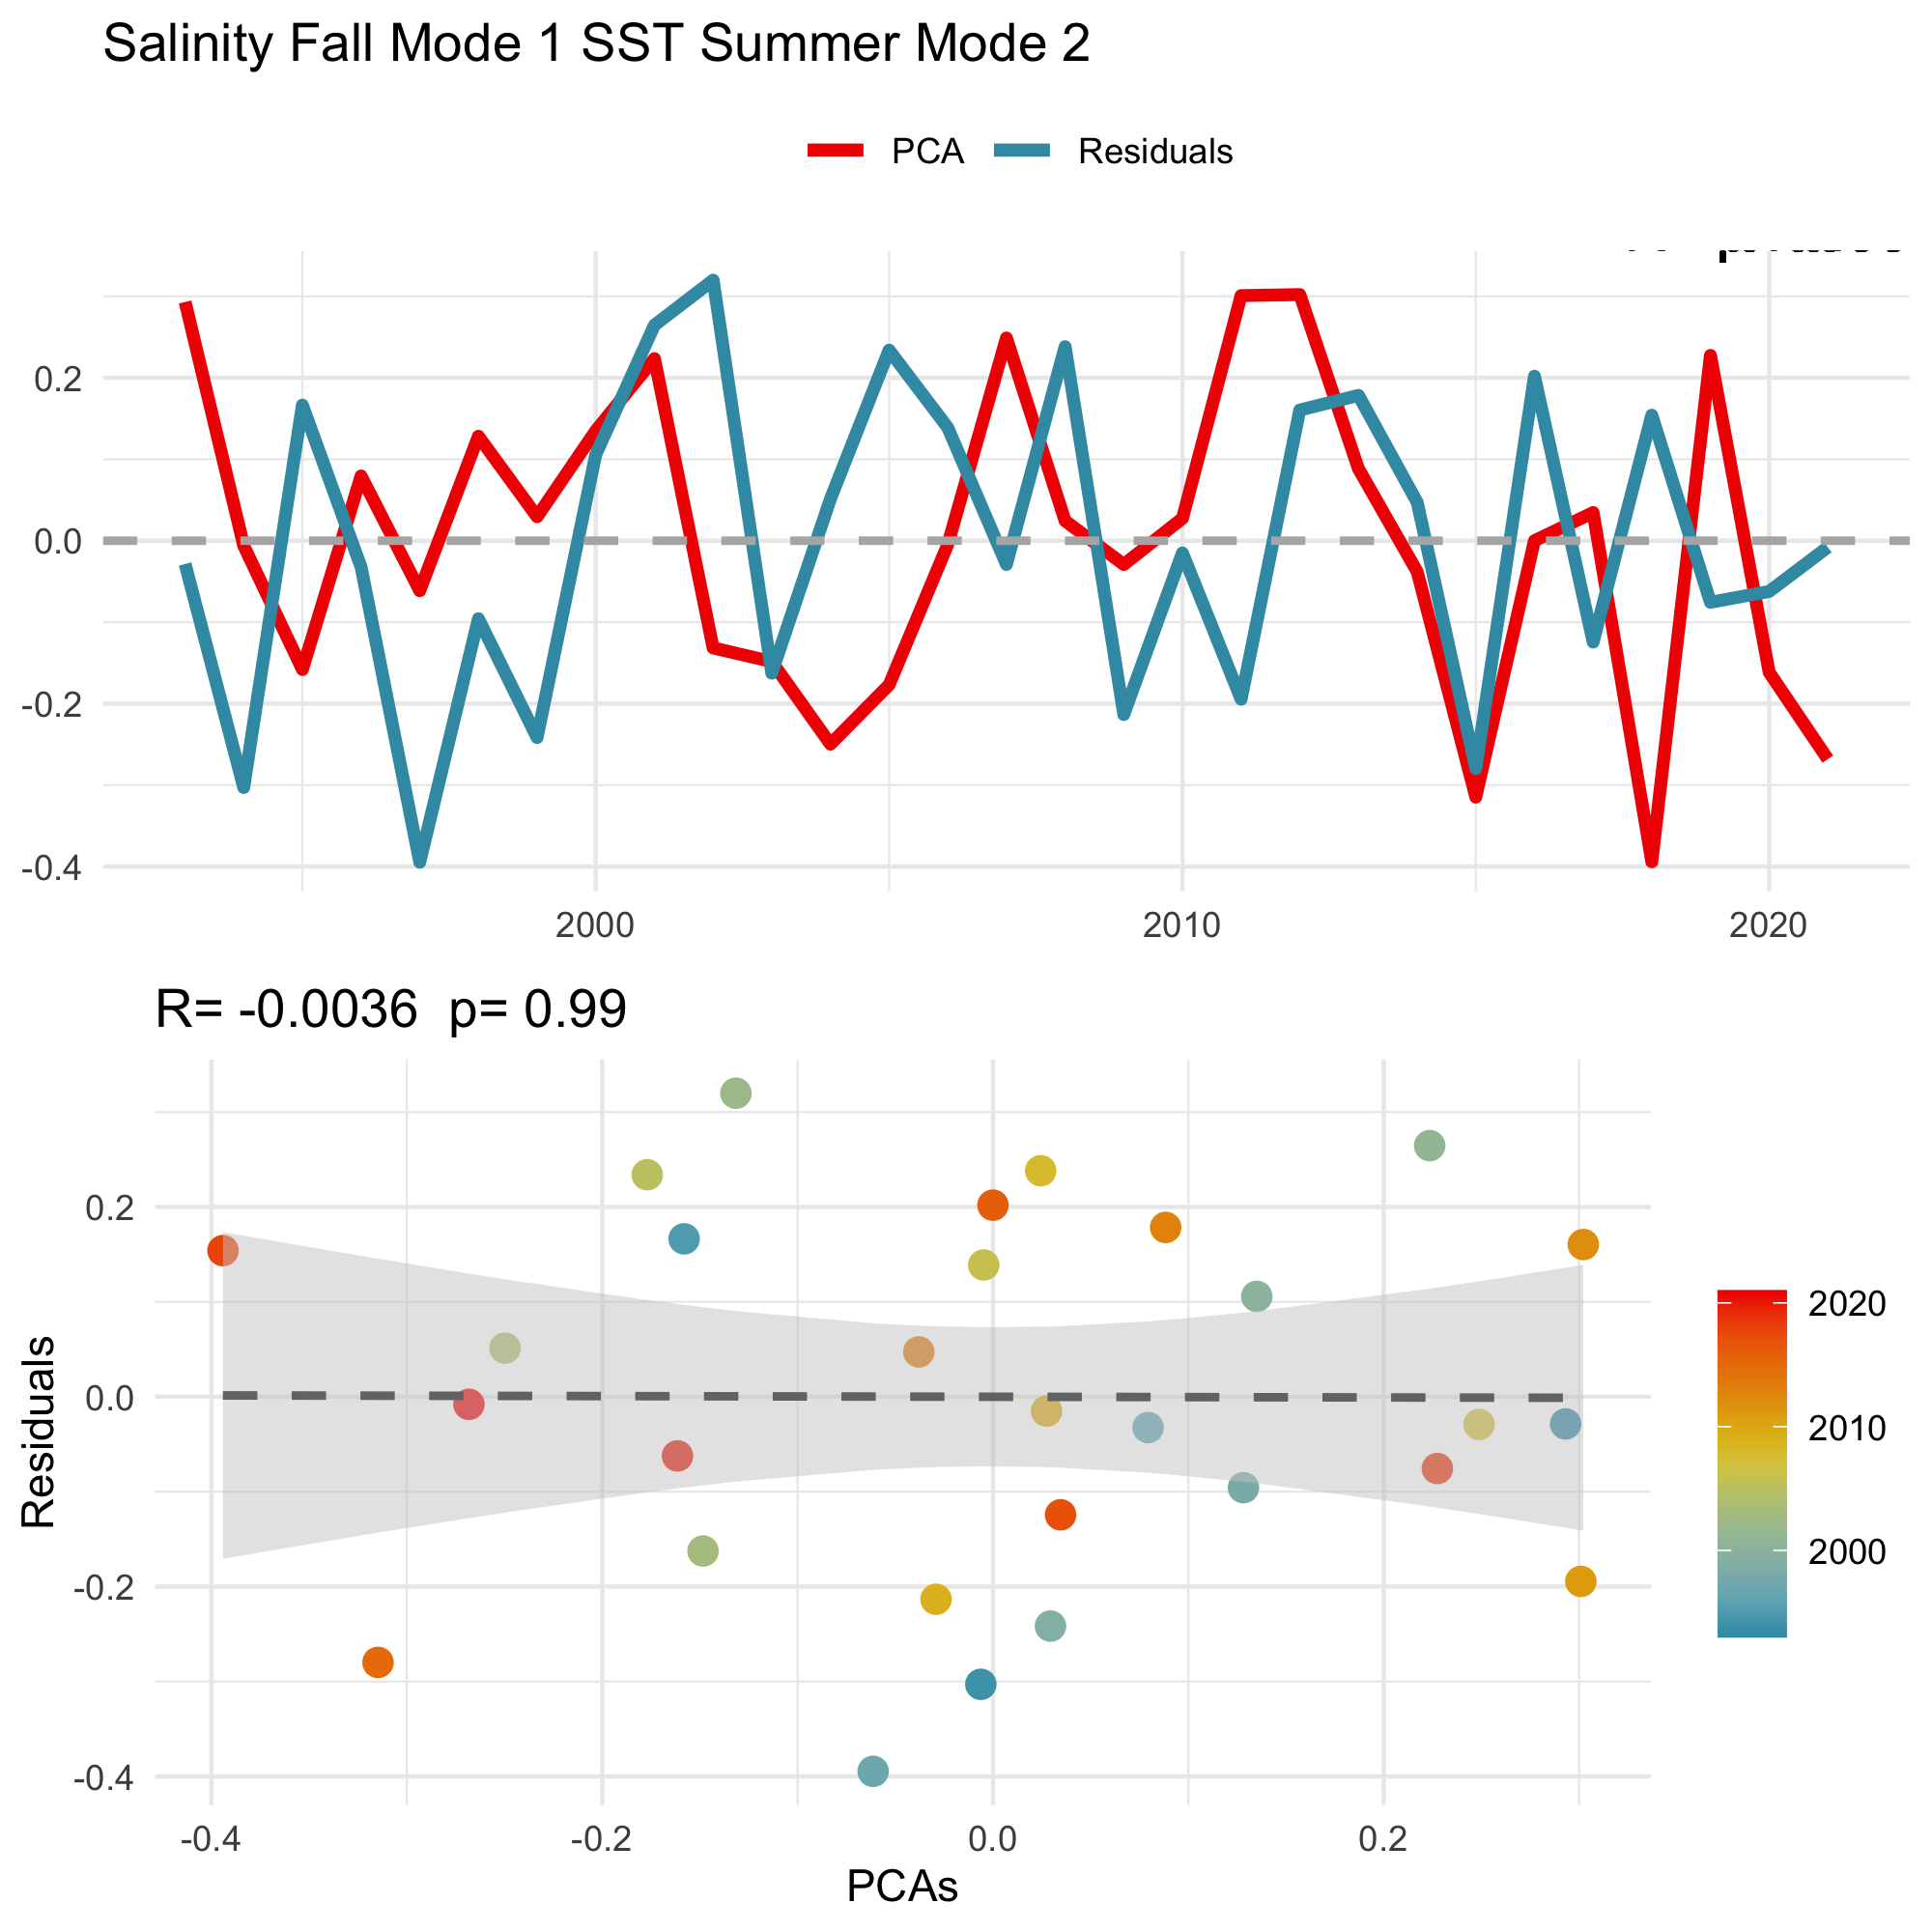 Salinity Fall Mode 1 SST Summer Mode 2
PCA Residuals
0.2
0.0
-0.2
-0.4
2000 2010 2020
R= -0.0036 p= 0.99
Residuals
0.2
0.0
-0.2
-0.4
-0.4 -0.2 0.0 0.2
PCAs
2020
2010
2000